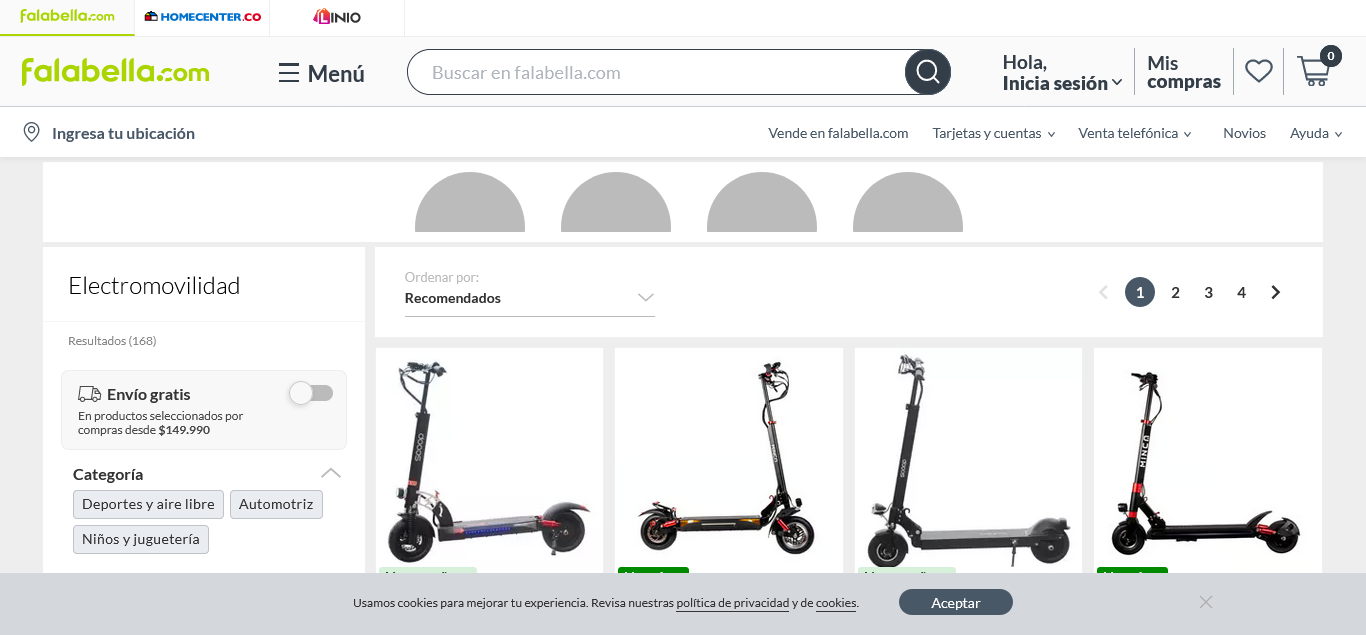 falabella.com
HOMECENTER.CO
LINIO
falabella.com
Menú
Buscar en falabella.com
Hola,
Inicia sesión
Mis
compras
0
Ingresa tu ubicación
Vende en falabella.com
Tarjetas y cuentas
Venta telefónica
Novios
Ayuda
Electromovilidad
Ordenar por:
Recomendados
1 2 3 4
Resultados (168)
Envío gratis
En productos seleccionados por
compras desde $149.990
Categoría
Deportes y aire libre
Automotriz
Niños y juguetería
MINCA
Usamos cookies para mejorar tu experiencia. Revisa nuestras política de privacidad y de cookies.
Aceptar